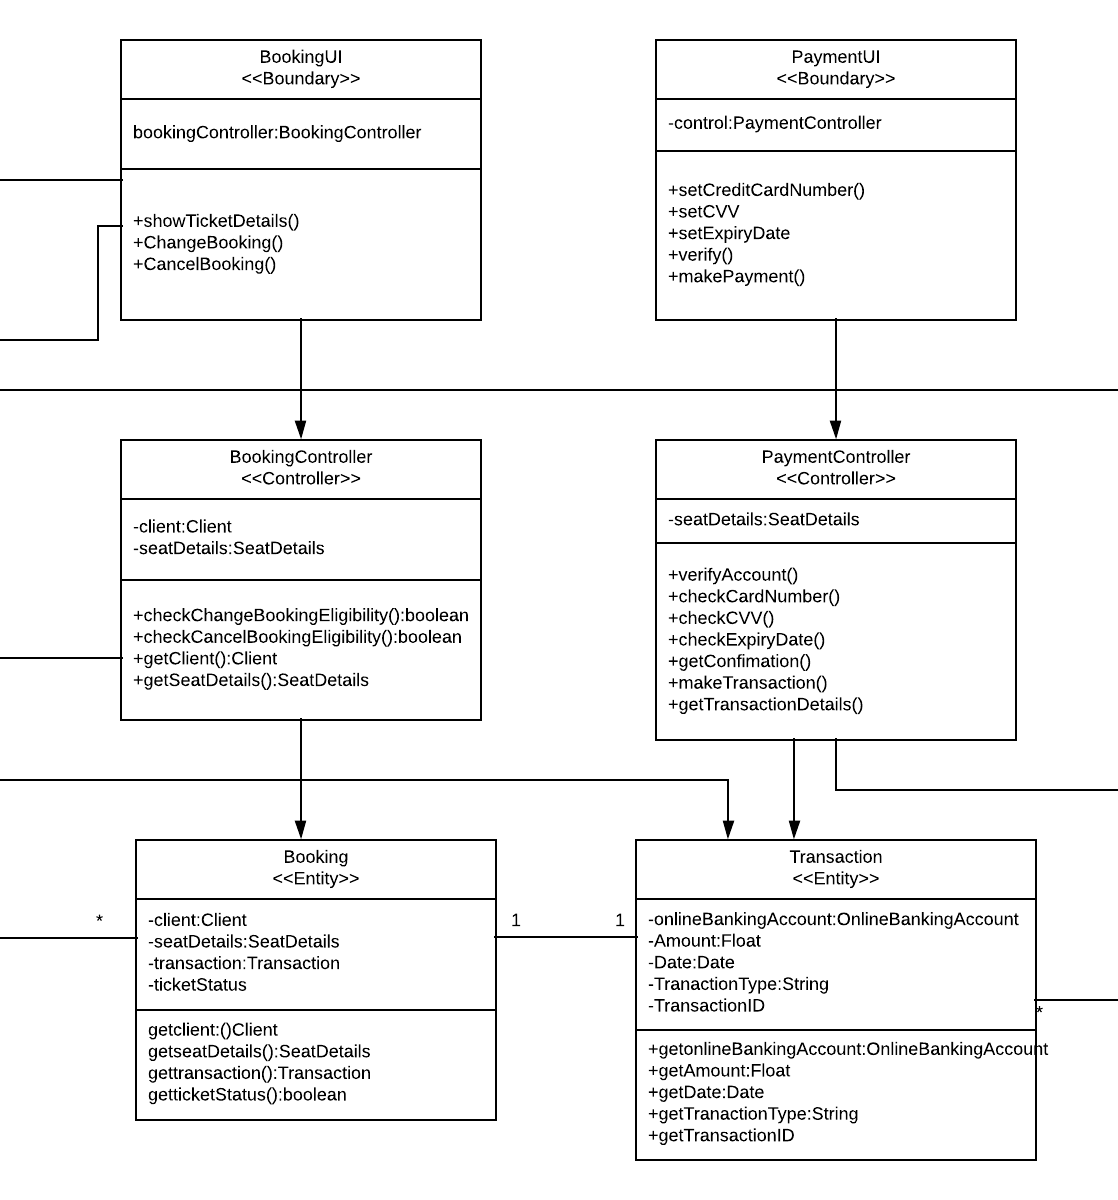 BookingUI
<<Boundary>>
bookingController:BookingController
+showTicketDetails()
+ChangeBooking()
+CancelBooking()
PaymentUI
<<Boundary>>
-control:PaymentController
+setCreditCardNumber()
+setCVV
+setExpiryDate
+verify()
+makePayment()
BookingController
<<Controller>>
-client:Client
-seatDetails:SeatDetails
+checkChangeBookingEligibility():boolean
+checkCancelBookingEligibility():boolean
+getClient():Client
+getSeatDetails():SeatDetails
PaymentController
<<Controller>>
-seatDetails:SeatDetails
+verifyAccount()
+checkCardNumber()
+checkCVV()
+checkExpiryDate()
+getConfimation()
+makeTransaction()
+getTransactionDetails()
*
Booking
<<Entity>>
-client:Client
-seatDetails:SeatDetails
-transaction:Transaction
-ticketStatus
getclient:()Client
getseatDetails():SeatDetails
gettransaction():Transaction
getticketStatus():boolean
1
1
Transaction
<<Entity>>
-onlineBankingAccount:OnlineBankingAccount
-Amount:Float
-Date:Date
-TranactionType:String
-TransactionID
*
+getonlineBankingAccount:OnlineBankingAccount
+getAmount:Float
+getDate:Date
+getTranactionType:String
+getTransactionID